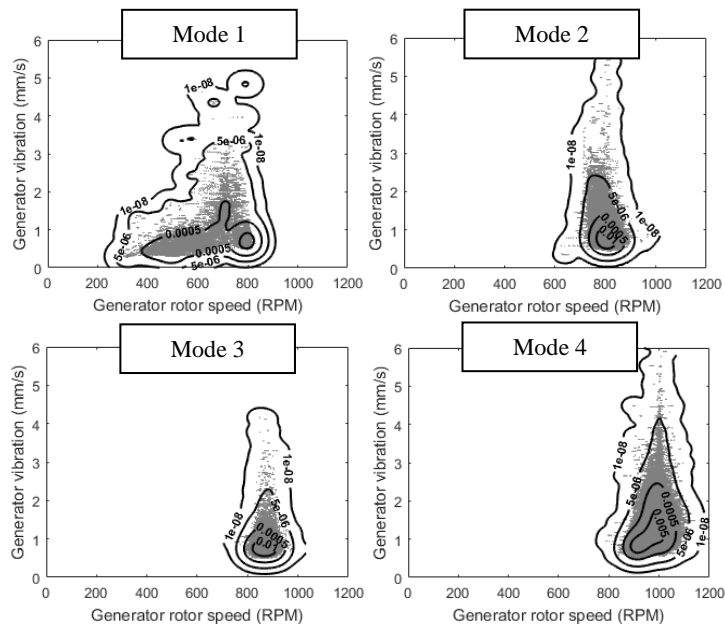 Mode 1
Mode 2
6
5
4
3
2
1
0
Generator vibration (mm/s)
1e-08
1e-08
5e-06
1e-08
5e-06
0.0005
0.0005
5e-06
0 200 400 600 800 1000 1200
Generator rotor speed (RPM)
6
5
4
3
2
1
0
Generator vibration (mm/s)
1e-08
5e-06
1e-08
0.0005
0 200 400 600 800 1000 1200
Generator rotor speed (RPM)
Mode 3
Mode 4
6
5
4
3
2
1
0
Generator vibration (mm/s)
1e-08
1e-08
5e-06
0.0005
0 200 400 600 800 1000 1200
Generator rotor speed (RPM)
6
5
4
3
2
1
0
Generator vibration (mm/s)
1e-08
5e-06
0.0005
0.005
5e-06
1e-08
0 200 400 600 800 1000 1200
Generator rotor speed (RPM)